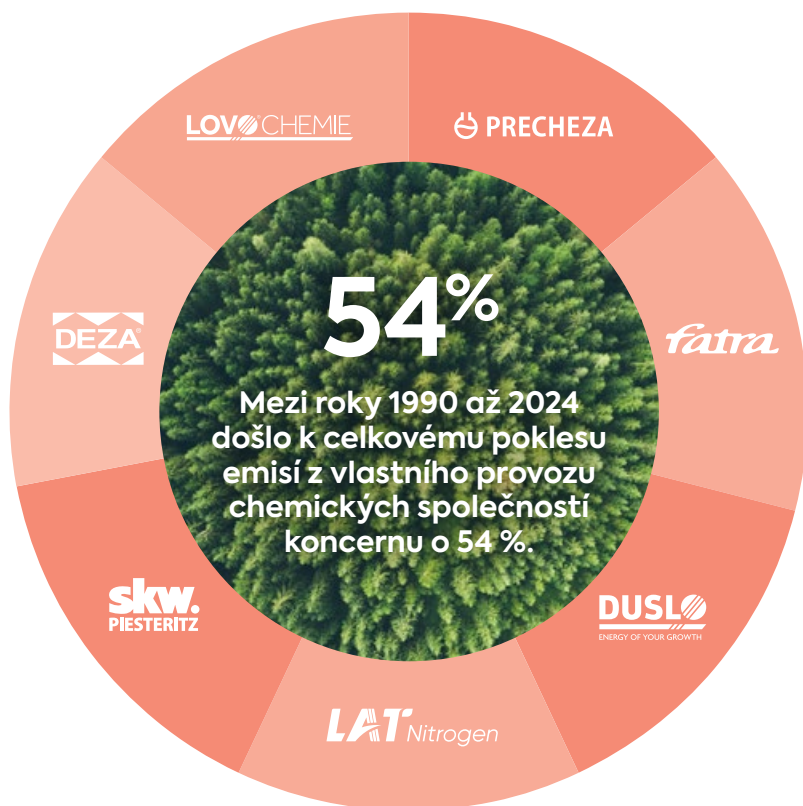 LOVOCHEMIE
PRECHEZA
DEZA®
fatra
54%
Mezi roky 1990 až 2024
došlo k celkovému poklesu
emisí z vlastního provozu
chemických společností
koncernu o 54 %.
skw.
PIESTERITZ
DUSLO
ENERGY OF YOUR GROWTH
LAT Nitrogen